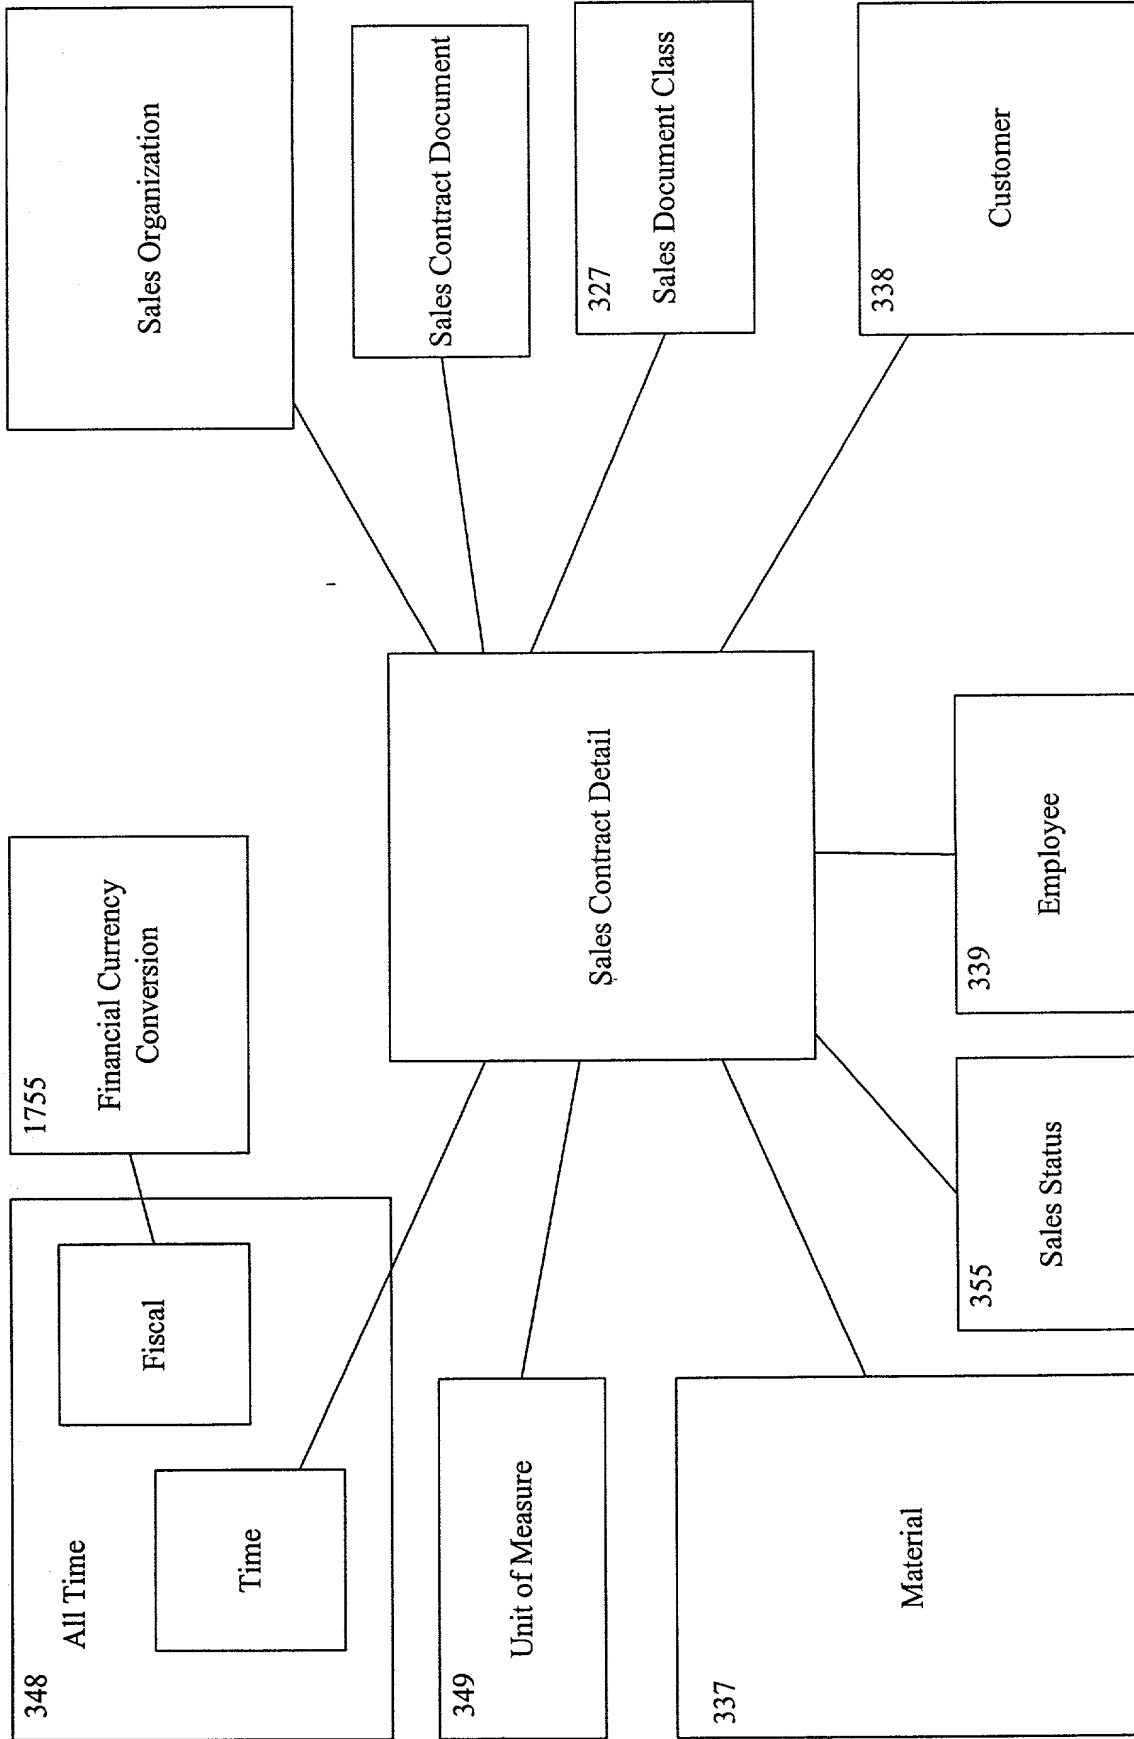 348
All Time
Time
Fiscal
1755
Financial Currency
Conversion
Sales Organization
349
Unit of Measure
Sales Contract Detail
Sales Contract Document
327
Sales Document Class
337
Material
355
Sales Status
339
Employee
338
Customer